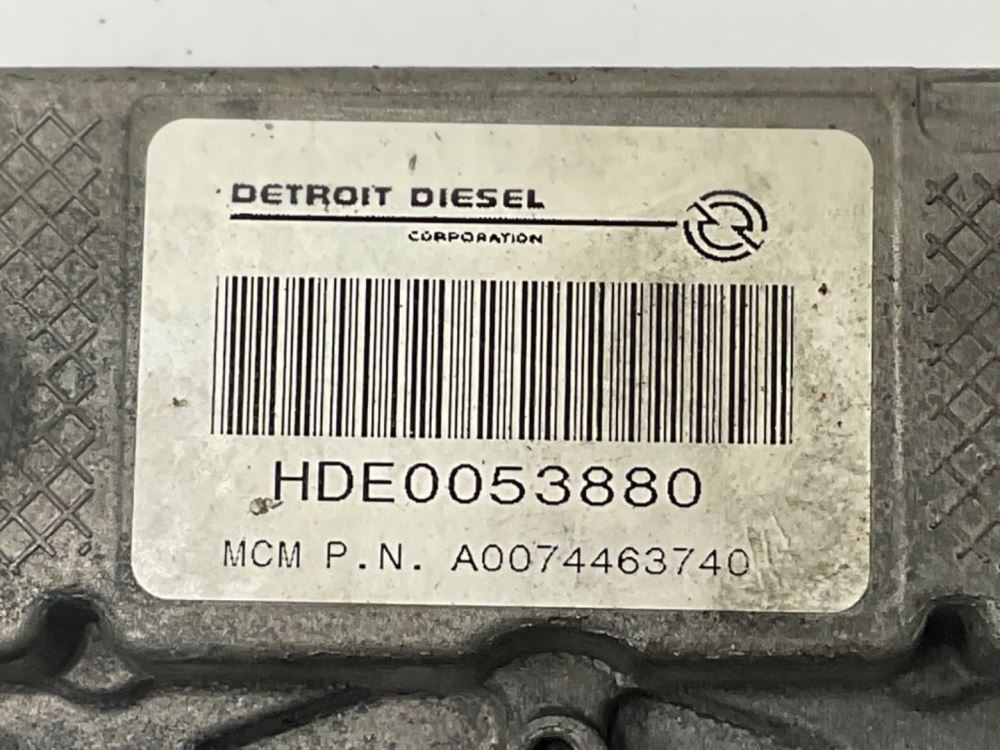 DETROIT DIESEL
CORPORATION
HDE0053880
MCM P.N. A0074463740